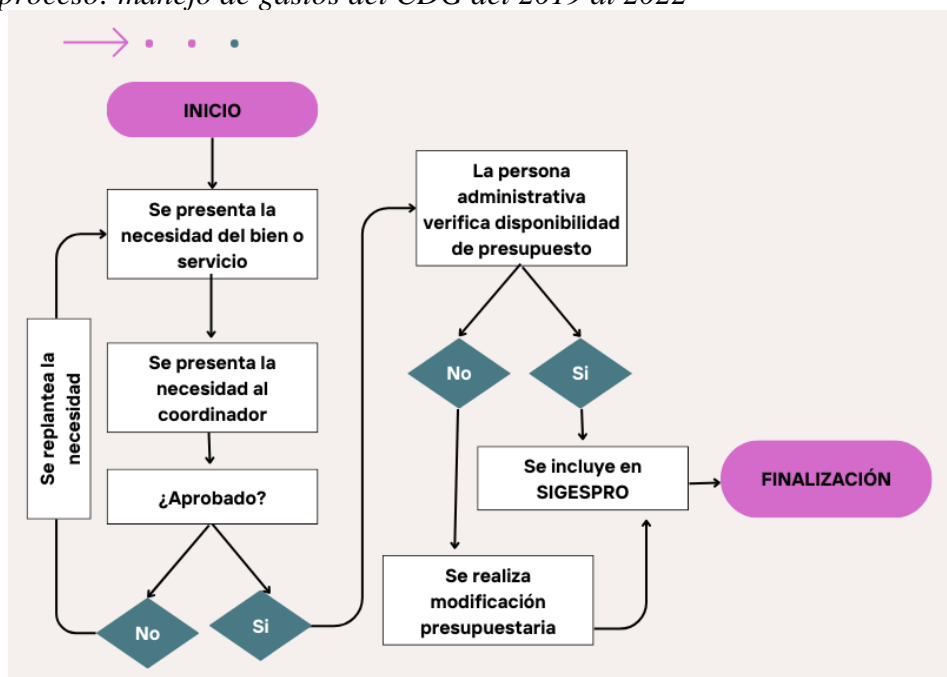 proceso: manejo de gastos del CDG del 2019 al 2022
INICIO
Se presenta la
necesidad del bien o
servicio
Se presenta la
necesidad al
coordinador
¿Aprobado?
No
Si
Se replantea la
necesidad
La persona
administrativa
verifica disponibilidad
de presupuesto
No
Si
Se incluye en
SIGESPRO
Se realiza
modificación
presupuestaria
FINALIZACIÓN